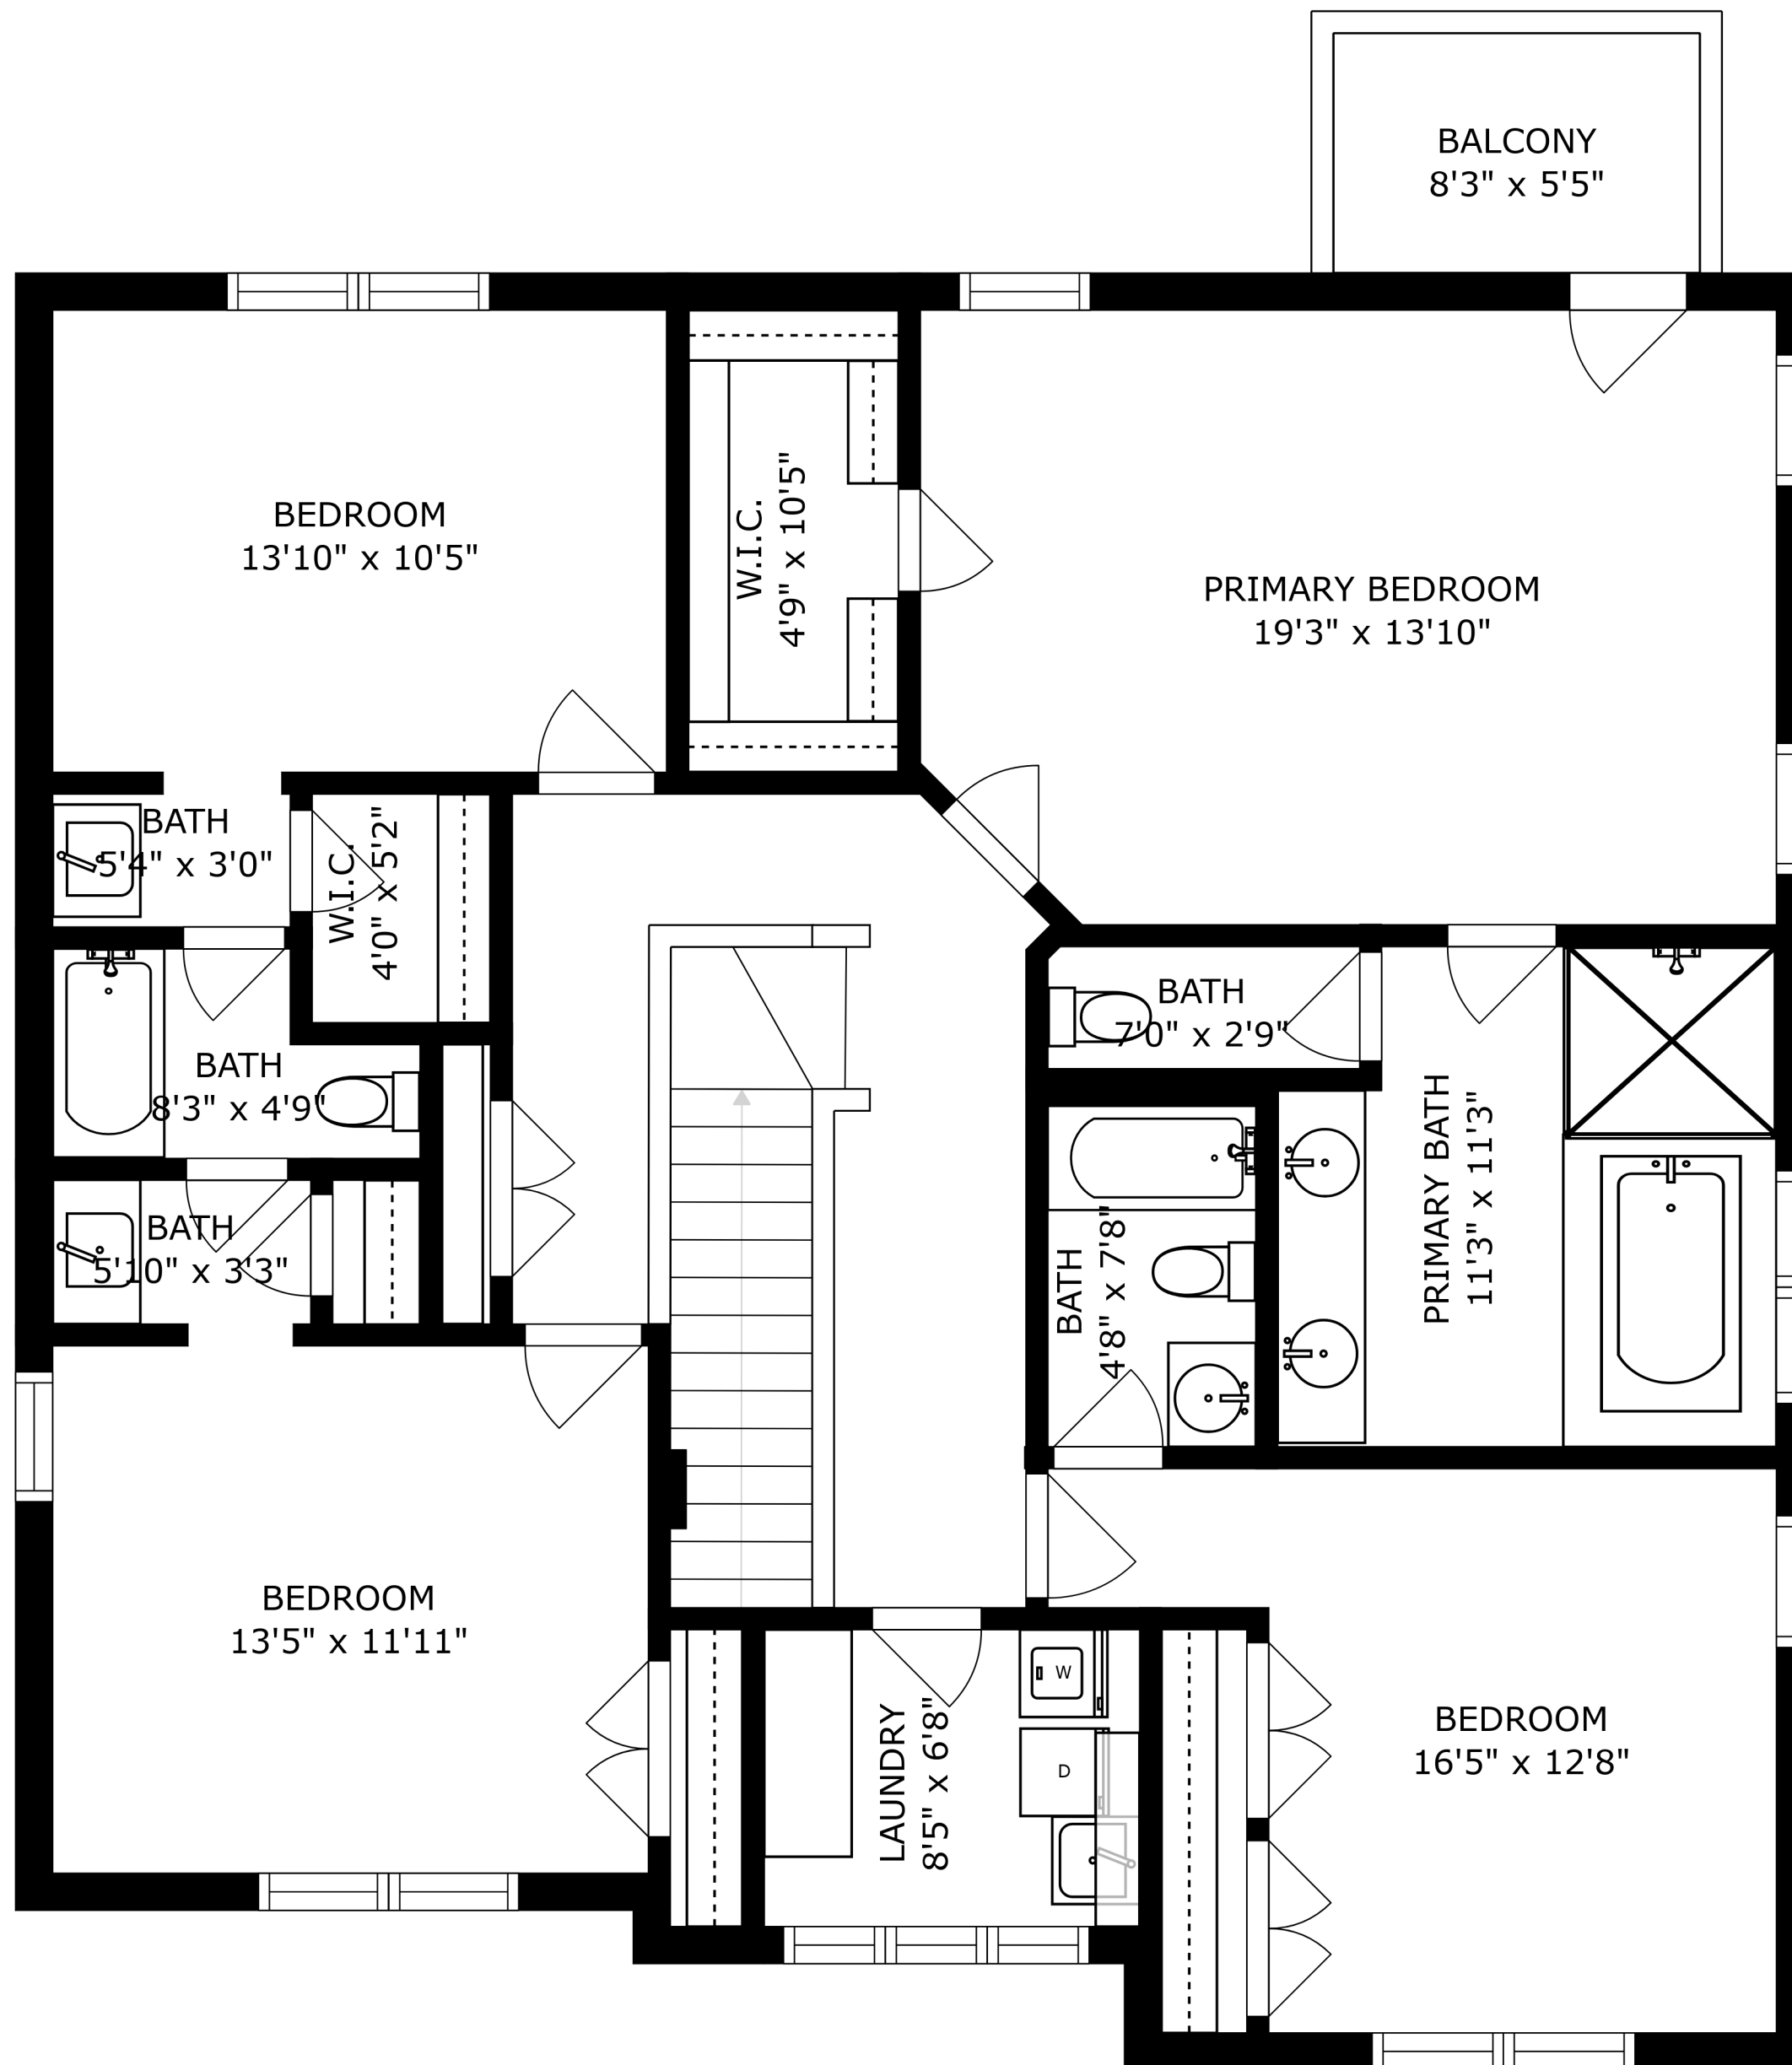 BALCONY
8'3" x 5'5"
BEDROOM
13'10" x 10'5"
W.I.C.
4'9" x 10'5"
PRIMARY BEDROOM
19'3" x 13'10"
BATH
5'4" x 3'0"
W.I.C.
4'0" x 5'2"
BATH
8'3" x 4'9"
BATH
7'0" x 2'9"
PRIMARY BATH
11'3" x 11'3"
BATH
5'10" x 3'3"
BATH
4'8" x 7'8"
BEDROOM
13'5" x 11'11"
LAUNDRY
8'5" x 6'8"
W
D
BEDROOM
16'5" x 12'8"